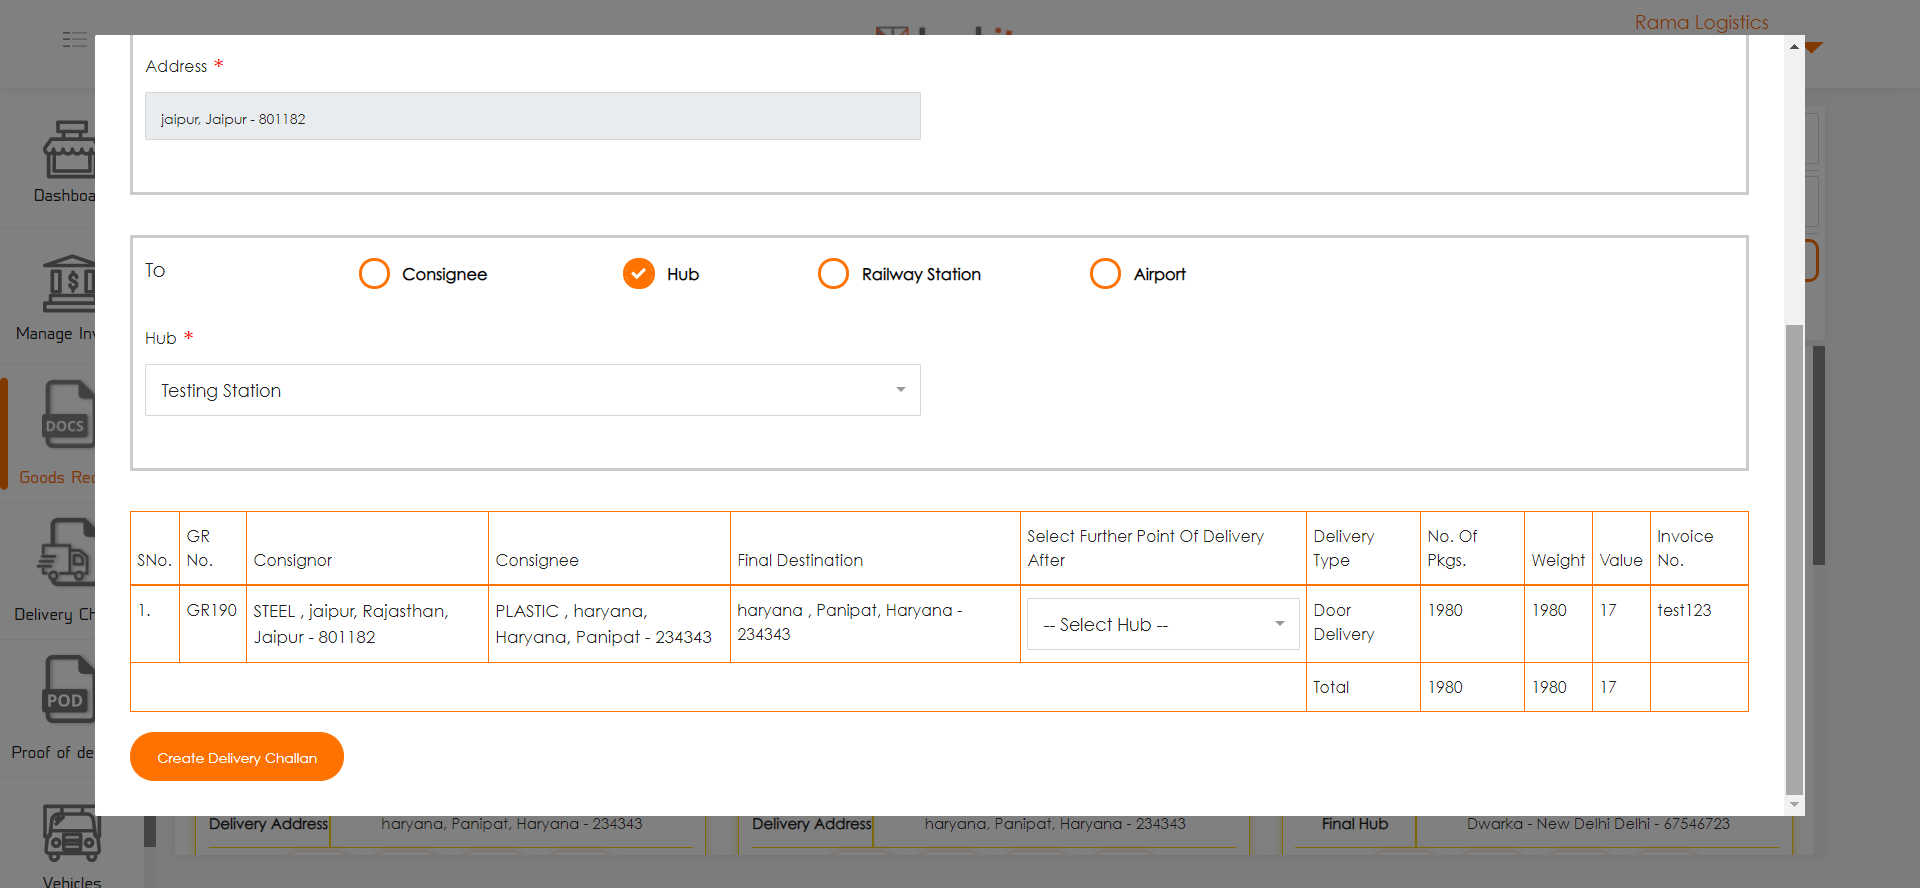 Rama Logistics
Address *
jaipur, Jaipur - 801182
To
Consignee
Hub
Railway Station
Airport
Hub *
Testing Station
SNo.
GR
No.
Consignor
Consignee
Final Destination
Select Further Point Of Delivery
After
Delivery
Type
No. Of
Pkgs.
Weight
Value
Invoice
No.
1.
GR190
STEEL , jaipur, Rajasthan,
Jaipur - 801182
PLASTIC , haryana,
Haryana, Panipat - 234343
haryana , Panipat, Haryana -
234343
-- Select Hub --
Door
Delivery
1980
1980
17
test123
Total
1980
1980
17
Create Delivery Challan
Dashboa
Manage In
DOCS
Goods Rec
Delivery Ch
POD
Proof of de
Vehicles
Delivery Address
haryana, Panipat, Haryana - 234343
Delivery Address
haryana, Panipat, Haryana - 234343
Final Hub
Dwarka - New Delhi Delhi - 67546723